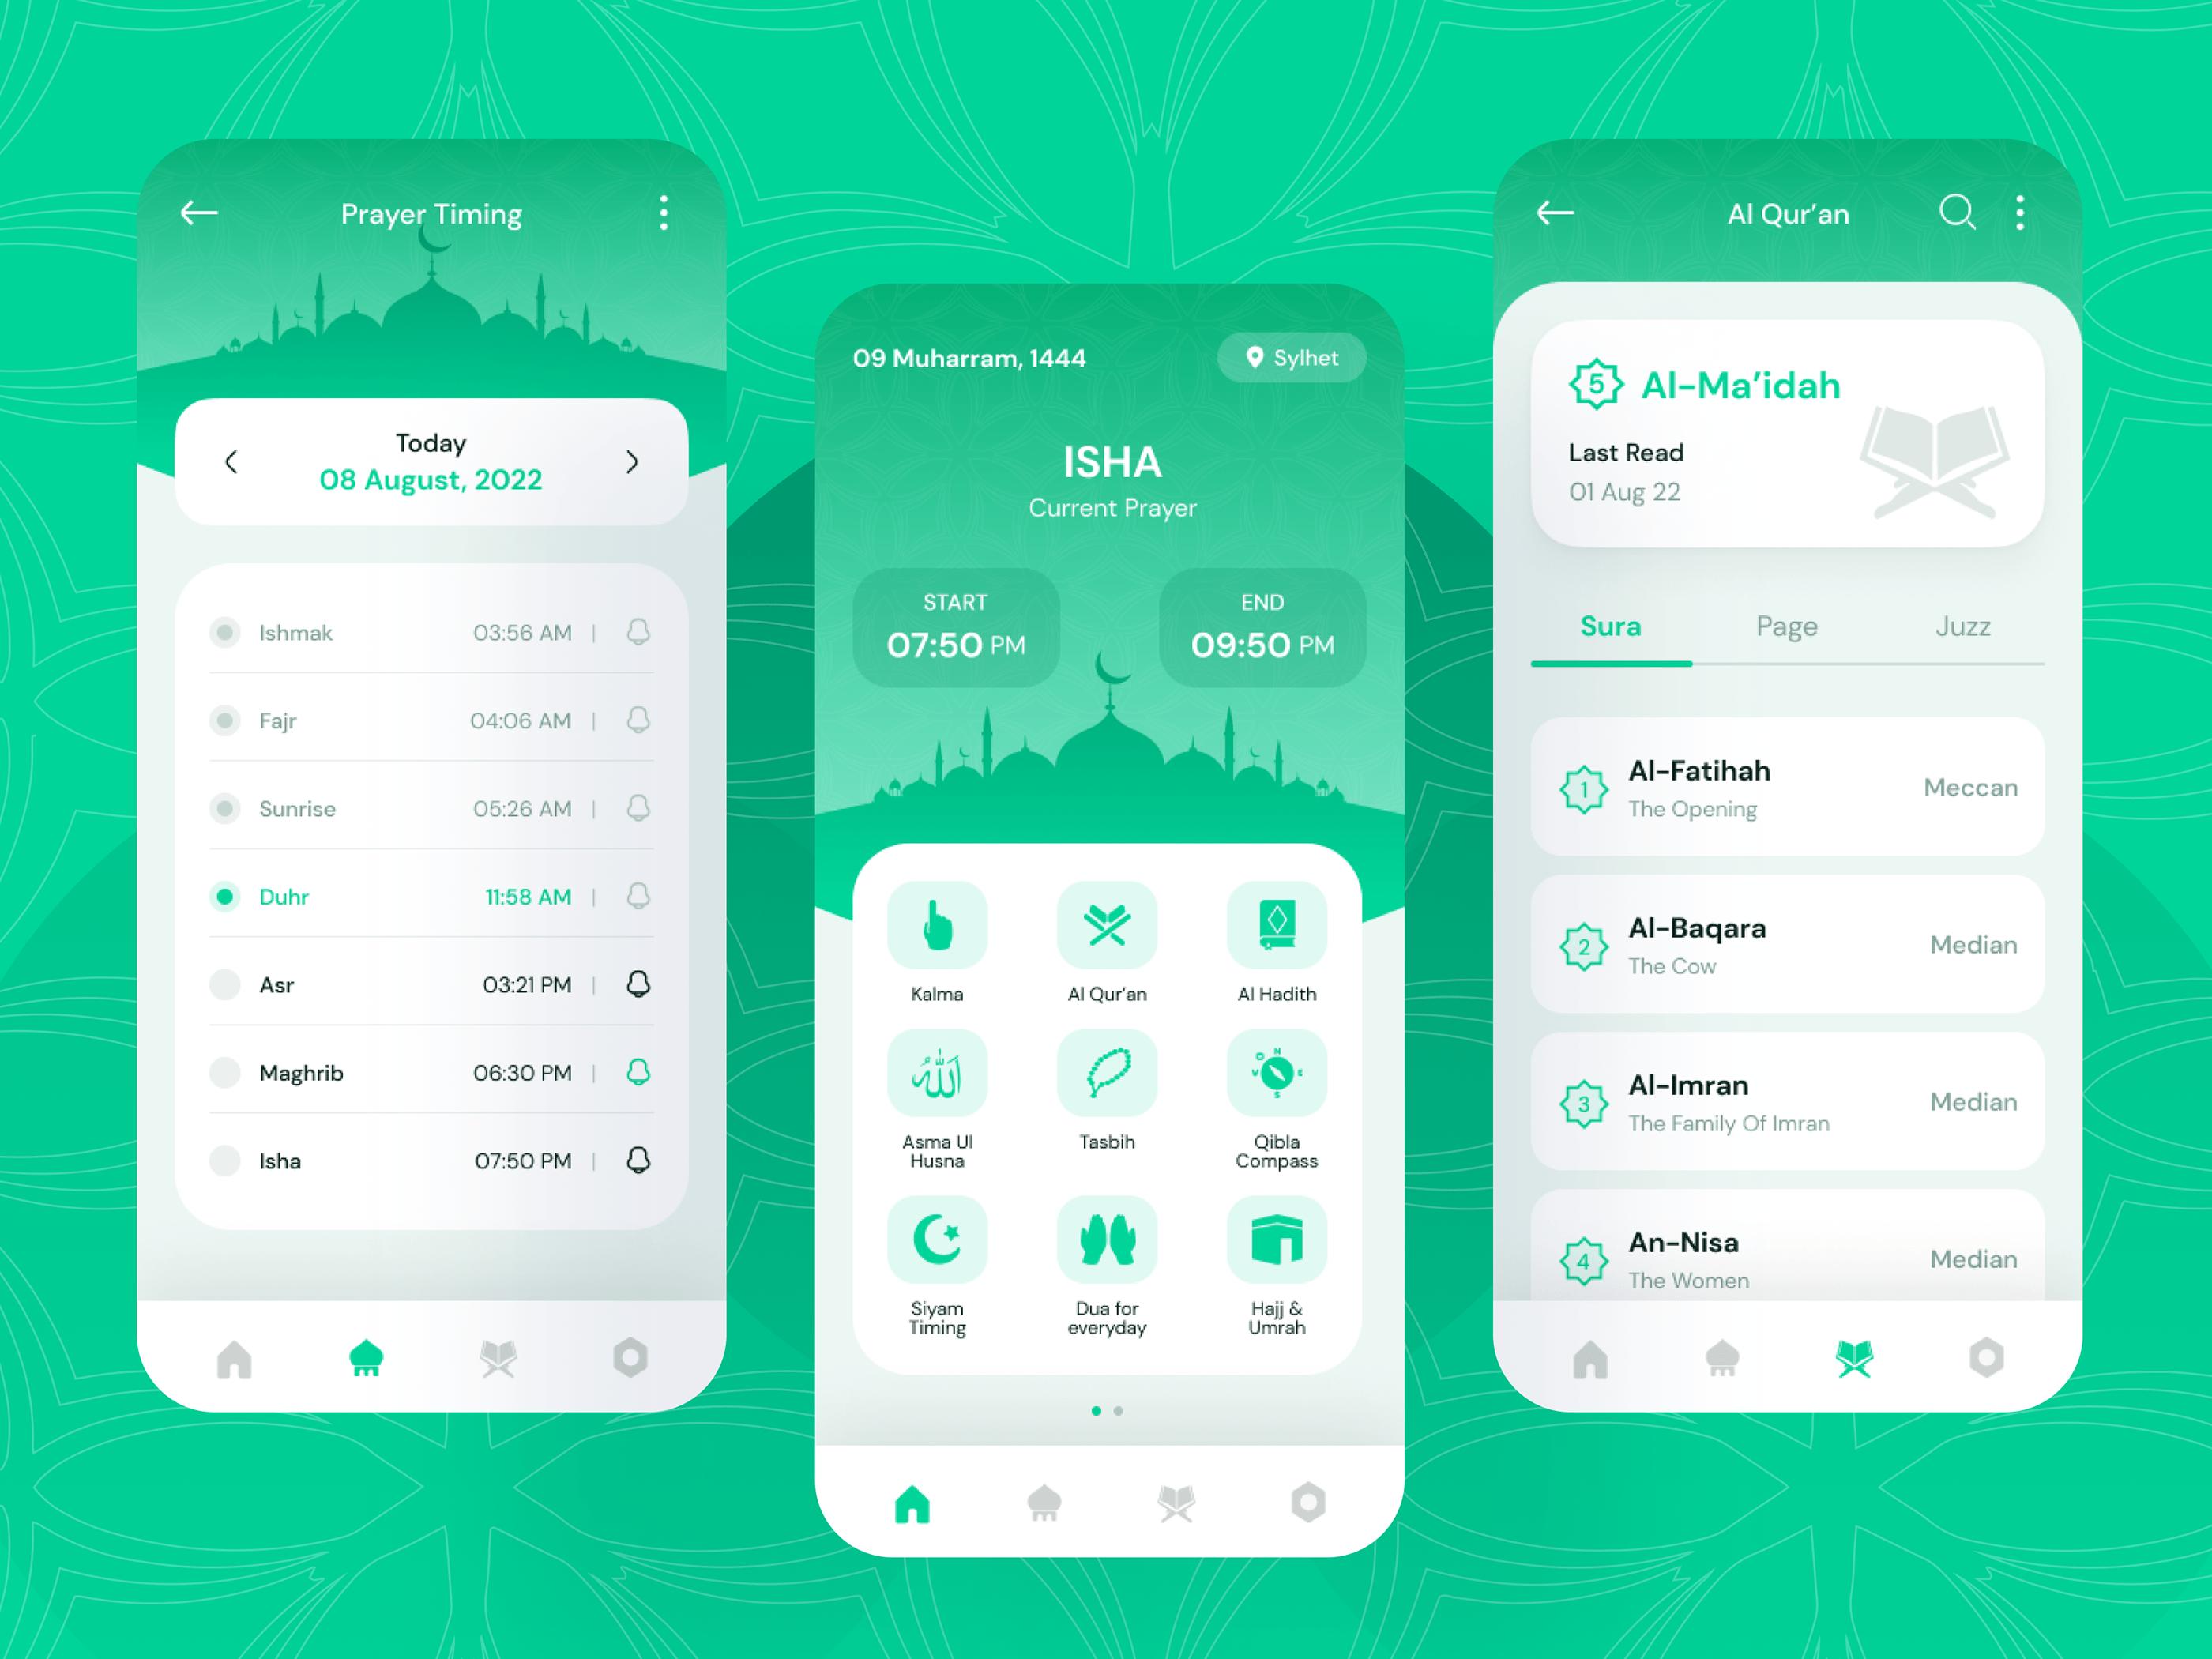 Prayer Timing
Today
08 August, 2022
Ishmak 03:56 AM |
Fajr 04:06 AM |
Sunrise 05:26 AM |
Duhr 11:58 AM |
Asr 03:21 PM |
Maghrib 06:30 PM |
Isha 07:50 PM |
09 Muharram, 1444
Sylhet
ISHA
Current Prayer
START
07:50 PM
END
09:50 PM
Kalma
Al Qur'an
Al Hadith
الله
N
W
E
S
Asma Ul
Husna
Tasbih
Qibla
Compass
Siyam
Timing
Dua for
everyday
Hajj &
Umrah
Al Qur’an
5 Al-Ma’idah
Last Read
01 Aug 22
Sura Page Juzz
1 Al-Fatihah
The Opening
Meccan
2 Al-Baqara
The Cow
Median
3 Al-Imran
The Family Of Imran
Median
4 An-Nisa
The Women
Median